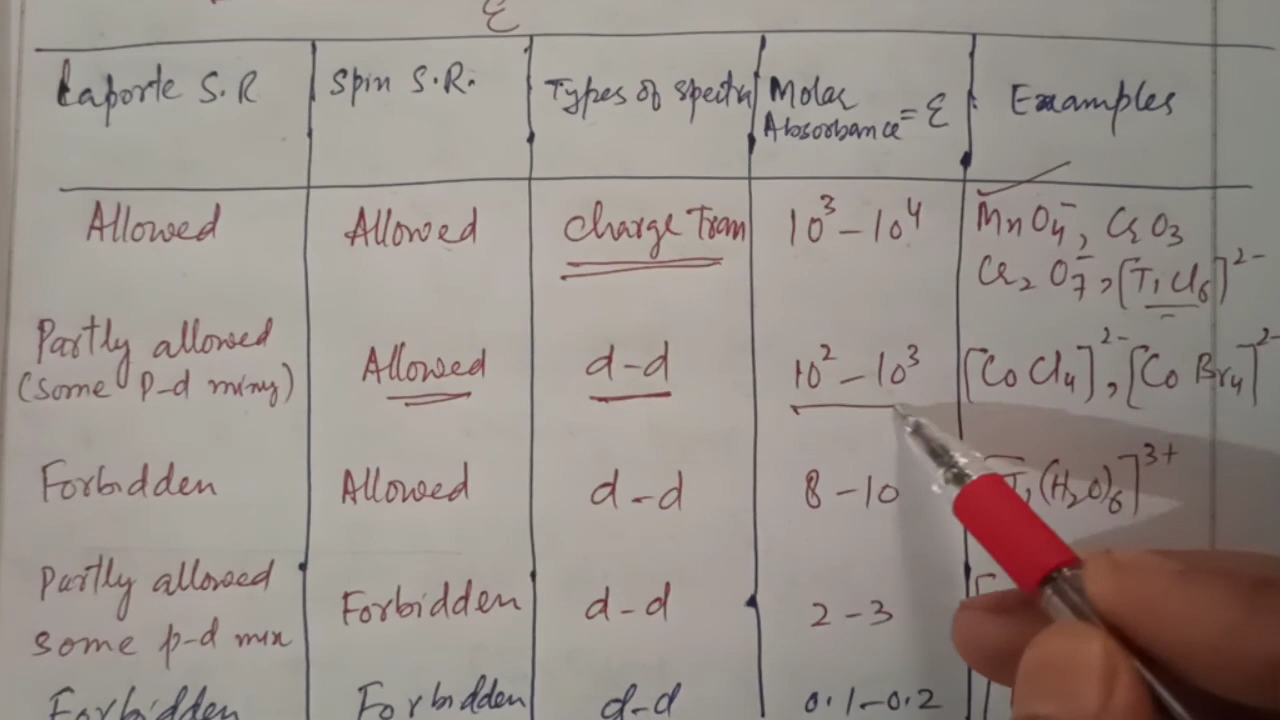 ε
Laporte S.R Spin S.R. Types of Spectra Molar Absorbance = ε Examples
Allowed Allowed Charge Tran 10³ – 10⁴ MnO₄⁻, CrO₃
Cr₂O₇⁻, [TiCl₆]²⁻
Partly allowed Allowed d-d 10² – 10³ [CoCl₄]²⁻, [CoBr₄]²⁻
(Some P-d mixing)
Forbidden Allowed d-d 8 – 10 [Ti(H₂O)₆]³⁺
Partly allowed Forbidden d-d 2 – 3 [
Some p-d mix
Forbidden Forbidden d-d 0.1–0.2 [